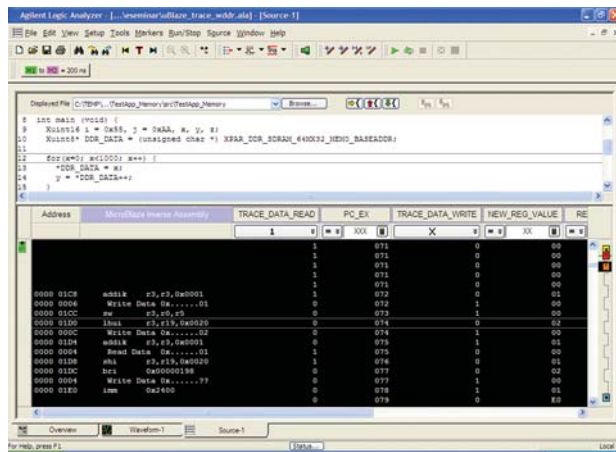 Agilent Logic Analyzer - [...\eseminar\uBlaze_trace_wddr.ala] - [Source-1]
File Edit View Setup Tools Markers Run/Stop Source Window Help
M1 to M2 = 200 ns
Displayed File C:\TEMP\...\TestApp_Memory\src\TestApp_Memory Browse...
8 int main (void) {
9 Xuint16 i = 0x55, j = 0xAA, x, y, z;
10 Xuint8* DDR_DATA = (unsigned char *) XPAR_DDR_SDRAM_64MX32_MEM0_BASEADDR;
11
12 for(x=0; x<1000; x++) {
13 *DDR_DATA = x;
14 y = *DDR_DATA++;
15 }
Address MicroBlaze Inverse Assembly TRACE_DATA_READ PC_EX TRACE_DATA_WRITE NEW_REG_VALUE RE
1 = XXX X = XX
1 071 0 00
1 071 0 00
1 071 0 00
1 071 0 00
1 071 0 00
0000 01C8 addik r3,r3,0x0001 1 072 0 01
0000 0006 Write Data 0x......01 0 072 1 00
0000 01CC sw r3,r0,r5 0 073 1 00
0000 01D0 lhui r3,r19,0x0020 0 074 0 02
0000 000C Write Data 0x......02 0 074 1 00
0000 01D4 addik r3,r3,0x0001 0 075 1 01
0000 0004 Read Data 0x......01 1 075 0 00
0000 01D8 shi r3,r19,0x0020 1 076 0 01
0000 01DC bri 0x00000198 0 077 0 02
0000 0004 Write Data 0x......?? 0 077 1 00
0000 01E0 imm 0x2400 0 078 1 01
0 079 0 E0
Overview Waveform-1 Source-1
For Help, press F1 Status... Local